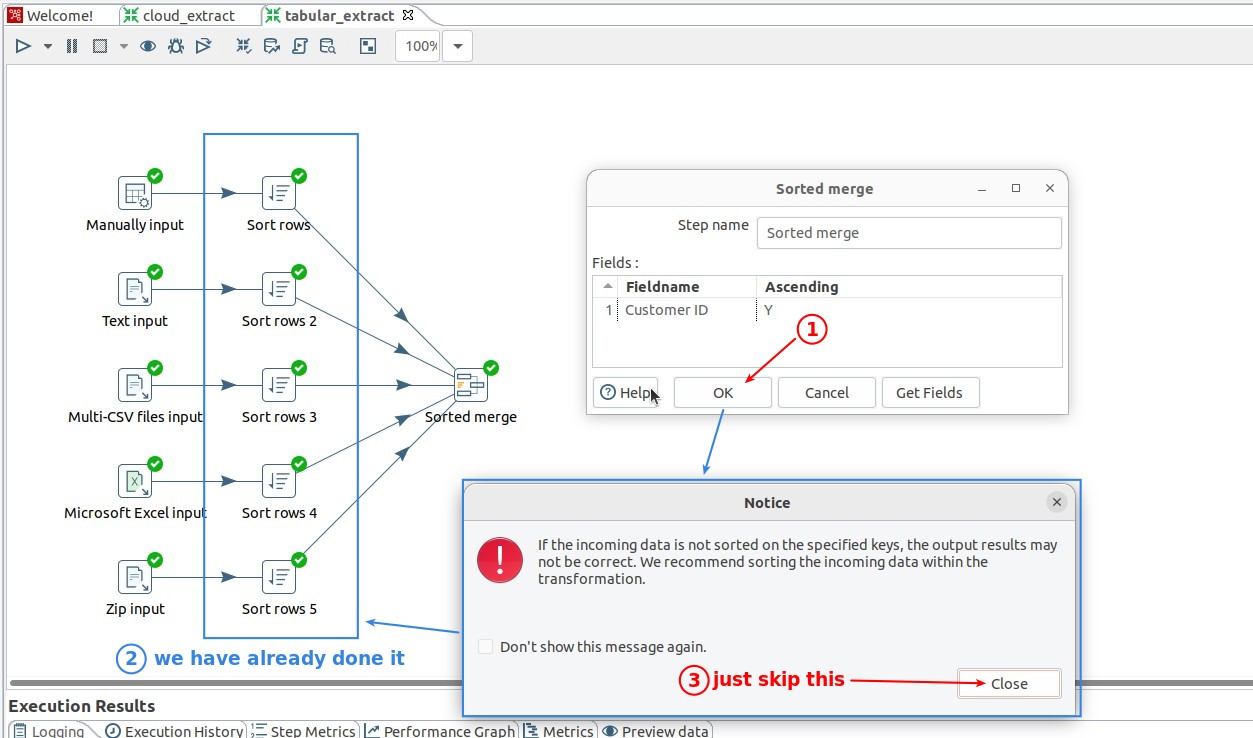 Welcome!
cloud_extract
tabular_extract
100%
Manually input
Sort rows
Text input
Sort rows 2
Multi-CSV files input
Sort rows 3
Sorted merge
Microsoft Excel input
Sort rows 4
Zip input
Sort rows 5
2 we have already done it
Sorted merge
Step name
Sorted merge
Fields :
Fieldname Ascending
1 Customer ID Y
1
Help
OK
Cancel
Get Fields
Notice
If the incoming data is not sorted on the specified keys, the output results may
not be correct. We recommend sorting the incoming data within the
transformation.
Don't show this message again.
3 just skip this
Close
Execution Results
Logging
Execution History
Step Metrics
Performance Graph
Metrics
Preview data